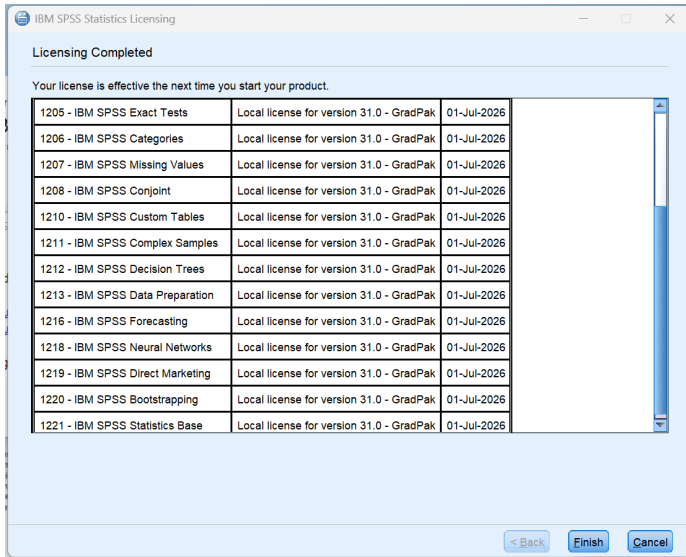 IBM SPSS Statistics Licensing
Licensing Completed
Your license is effective the next time you start your product.
1205 - IBM SPSS Exact Tests Local license for version 31.0 - GradPak 01-Jul-2026
1206 - IBM SPSS Categories Local license for version 31.0 - GradPak 01-Jul-2026
1207 - IBM SPSS Missing Values Local license for version 31.0 - GradPak 01-Jul-2026
1208 - IBM SPSS Conjoint Local license for version 31.0 - GradPak 01-Jul-2026
1210 - IBM SPSS Custom Tables Local license for version 31.0 - GradPak 01-Jul-2026
1211 - IBM SPSS Complex Samples Local license for version 31.0 - GradPak 01-Jul-2026
1212 - IBM SPSS Decision Trees Local license for version 31.0 - GradPak 01-Jul-2026
1213 - IBM SPSS Data Preparation Local license for version 31.0 - GradPak 01-Jul-2026
1216 - IBM SPSS Forecasting Local license for version 31.0 - GradPak 01-Jul-2026
1218 - IBM SPSS Neural Networks Local license for version 31.0 - GradPak 01-Jul-2026
1219 - IBM SPSS Direct Marketing Local license for version 31.0 - GradPak 01-Jul-2026
1220 - IBM SPSS Bootstrapping Local license for version 31.0 - GradPak 01-Jul-2026
1221 - IBM SPSS Statistics Base Local license for version 31.0 - GradPak 01-Jul-2026
< Back Finish Cancel